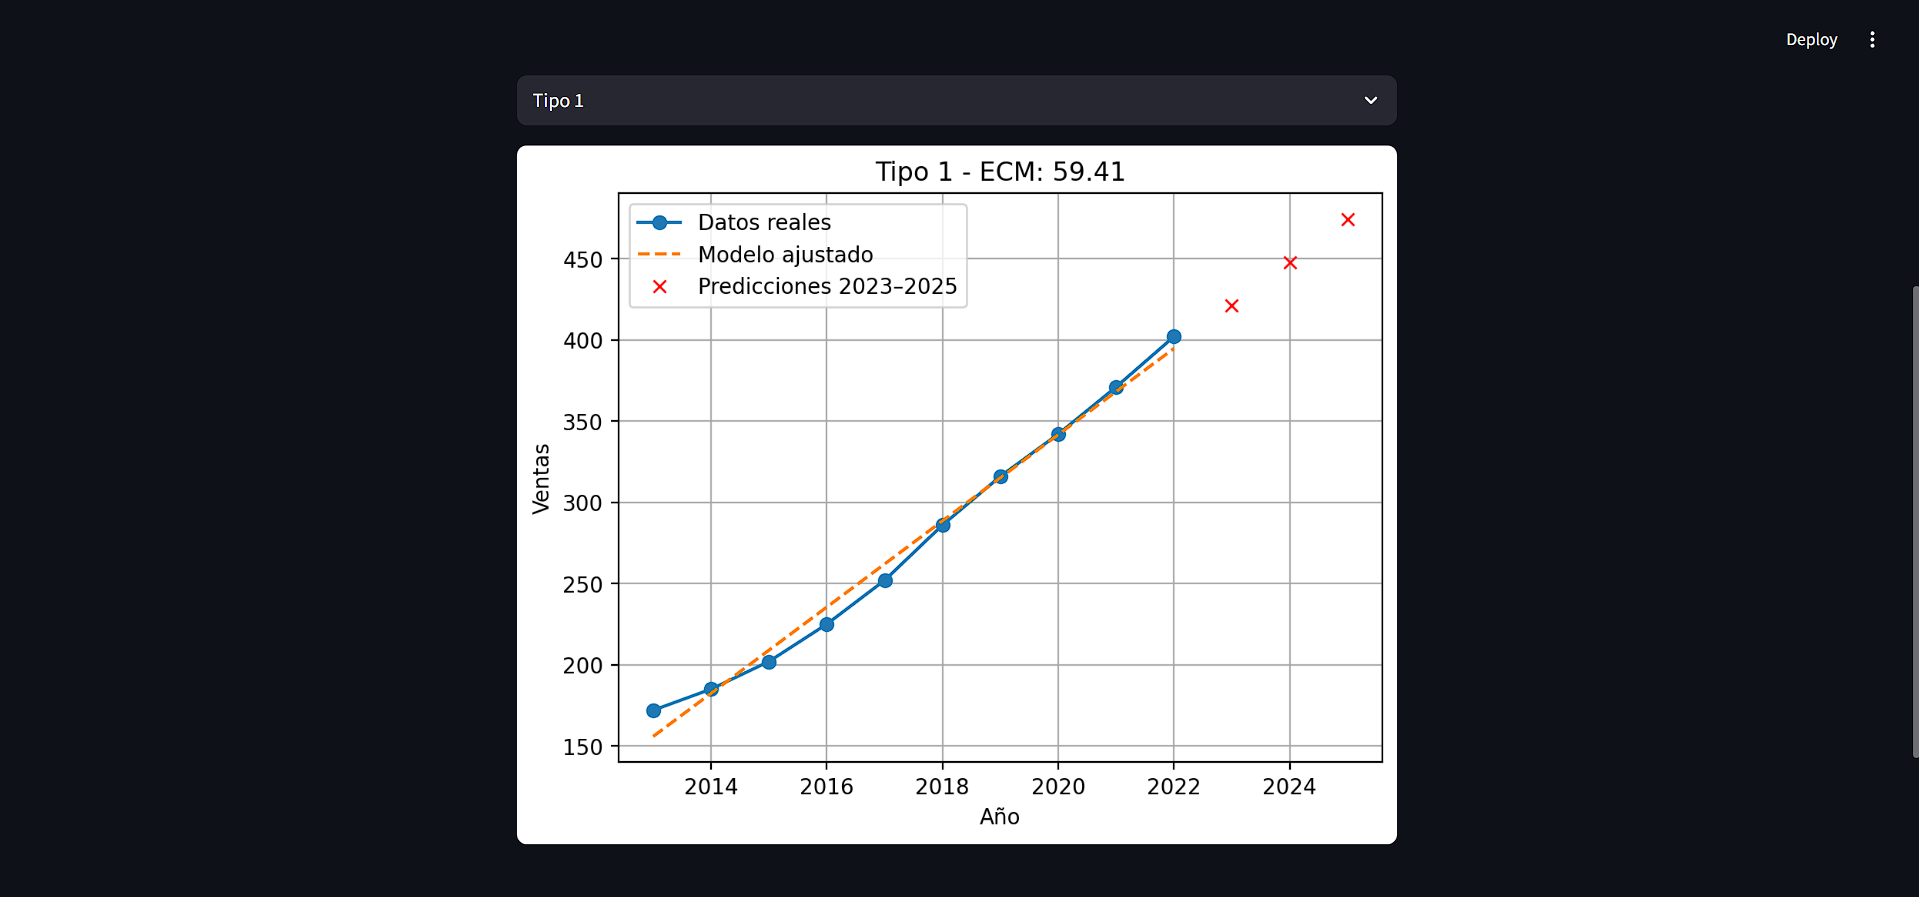 Deploy
Tipo 1
Tipo 1 - ECM: 59.41
Datos reales
Modelo ajustado
Predicciones 2023–2025
450
400
350
300
250
200
150
Ventas
2014 2016 2018 2020 2022 2024
Año